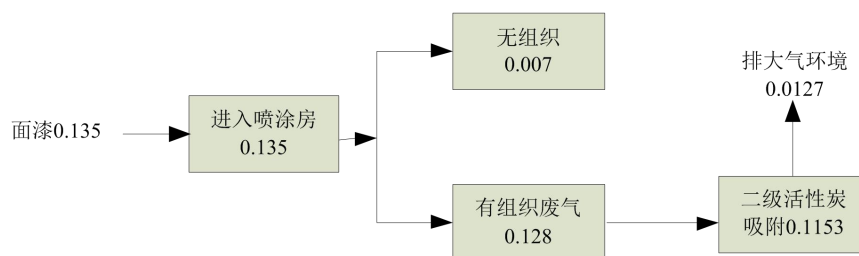 面漆0.135
进入喷涂房
0.135
无组织
0.007
有组织废气
0.128
二级活性炭
吸附0.1153
排大气环境
0.0127